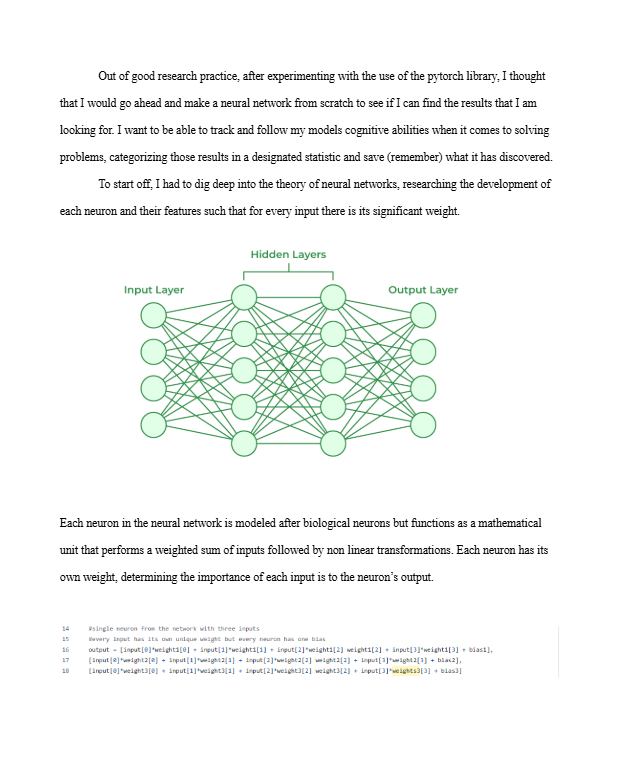 Out of good research practice, after experimenting with the use of the pytorch library, I thought
that I would go ahead and make a neural network from scratch to see if I can find the results that I am
looking for. I want to be able to track and follow my models cognitive abilities when it comes to solving
problems, categorizing those results in a designated statistic and save (remember) what it has discovered.
To start off, I had to dig deep into the theory of neural networks, researching the development of
each neuron and their features such that for every input there is its significant weight.
Hidden Layers
Input Layer
Output Layer
Each neuron in the neural network is modeled after biological neurons but functions as a mathematical
unit that performs a weighted sum of inputs followed by non linear transformations. Each neuron has its
own weight, determining the importance of each input is to the neuron's output.
14 #single neuron from the network with three inputs
15 #every input has its own unique weight but every neuron has one bias
16 output = [input[0]*weight1[0] + input[1]*weight1[1] + input[2]*weight1[2] weight1[2] + input[3]*weight1[3] + bias1],
17 [input[0]*weight2[0] + input[1]*weight2[1] + input[2]*weight2[2] weight2[2] + input[3]*weight2[3] + bias2],
18 [input[0]*weight3[0] + input[1]*weight3[1] + input[2]*weight3[2] weight3[2] + input[3]*weights3[3] + bias3]